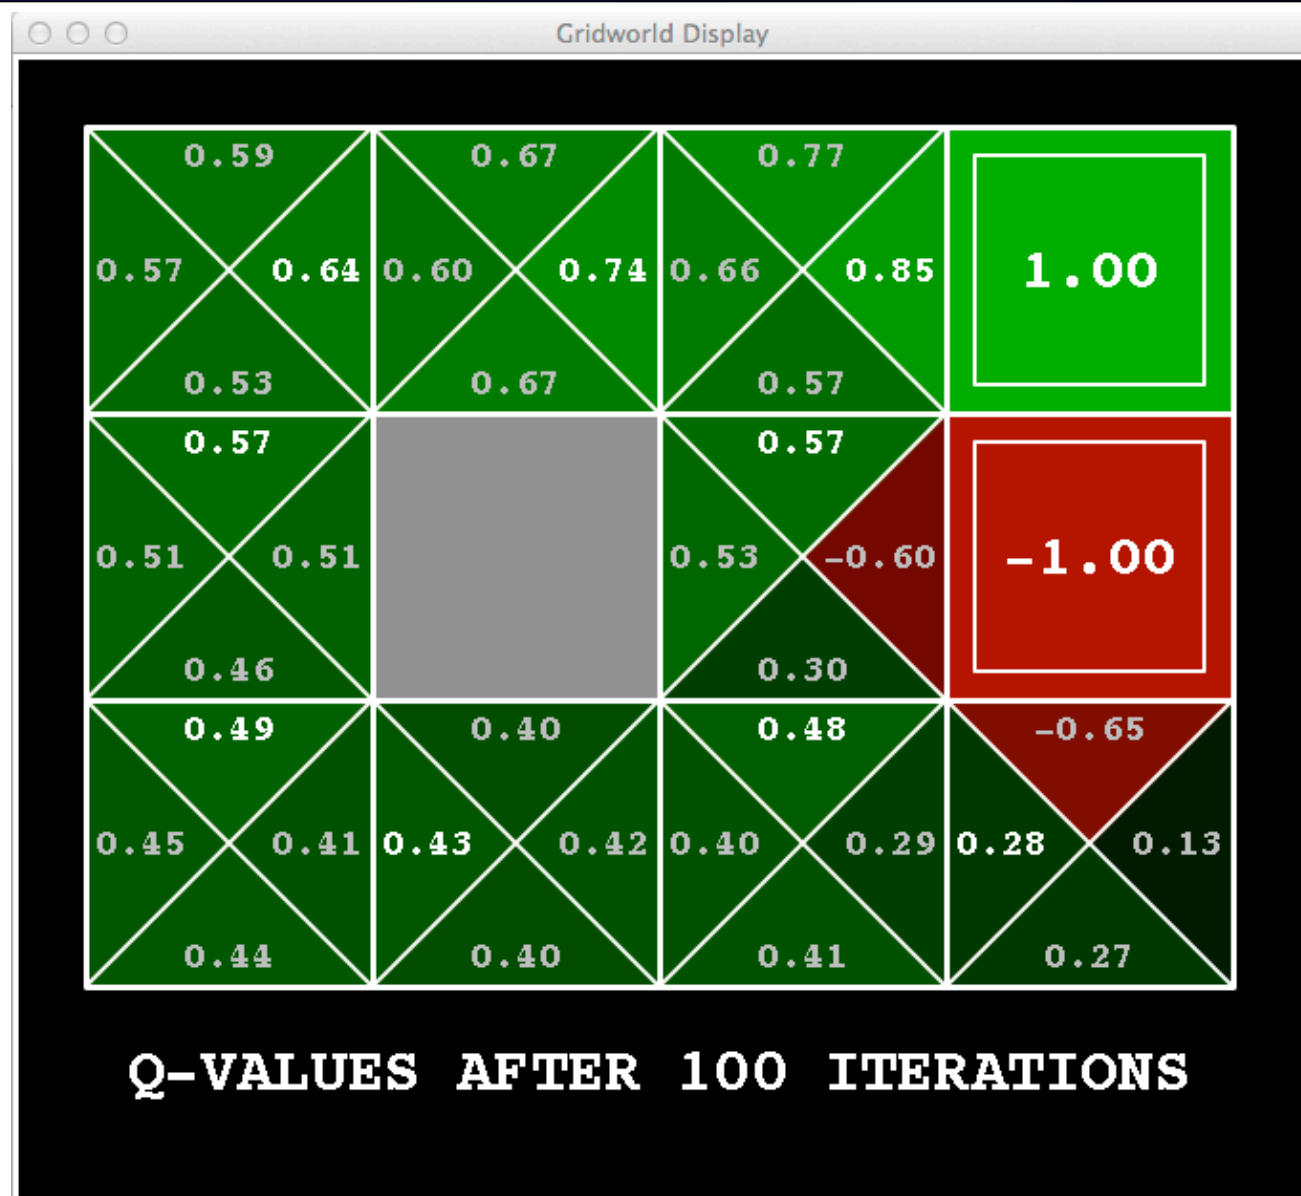 Gridworld Display
0.59 0.67 0.77
0.57 0.64 0.60 0.74 0.66 0.85 1.00
0.53 0.67 0.57
0.57 0.57
0.51 0.51 0.53 -0.60 -1.00
0.46 0.30
0.49 0.40 0.48 -0.65
0.45 0.41 0.43 0.42 0.40 0.29 0.28 0.13
0.44 0.40 0.41 0.27
Q-VALUES AFTER 100 ITERATIONS